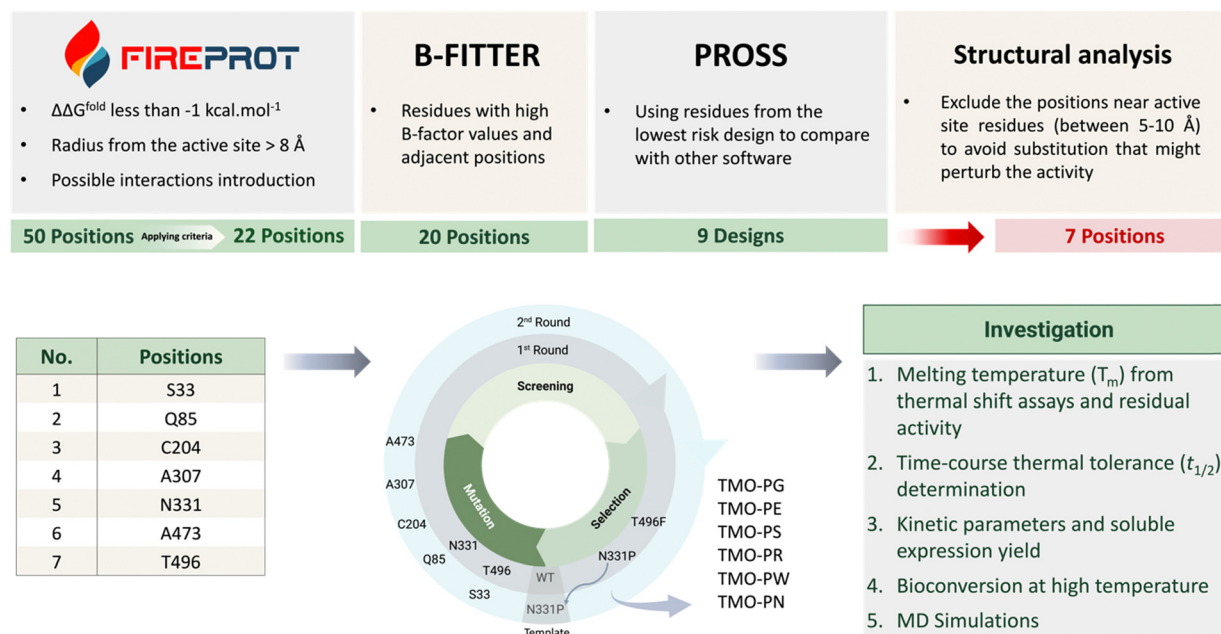 FIREPROT
• ΔΔG^fold less than -1 kcal.mol^-1
• Radius from the active site > 8 Å
• Possible interactions introduction
50 Positions Applying criteria 22 Positions
B-FITTER
• Residues with high
B-factor values and
adjacent positions
20 Positions
PROSS
• Using residues from the
lowest risk design to compare
with other software
9 Designs
Structural analysis
• Exclude the positions near active
site residues (between 5-10 Å)
to avoid substitution that might
perturb the activity
7 Positions
No. Positions
1 S33
2 Q85
3 C204
4 A307
5 N331
6 A473
7 T496
2nd Round
1st Round
Screening
Mutation
Selection
A473
A307
C204
Q85
S33
N331
T496
WT
N331P
Template
N331P
T496F
TMO-PG
TMO-PE
TMO-PS
TMO-PR
TMO-PW
TMO-PN
Investigation
1. Melting temperature (Tm) from
thermal shift assays and residual
activity
2. Time-course thermal tolerance (t1/2)
determination
3. Kinetic parameters and soluble
expression yield
4. Bioconversion at high temperature
5. MD Simulations